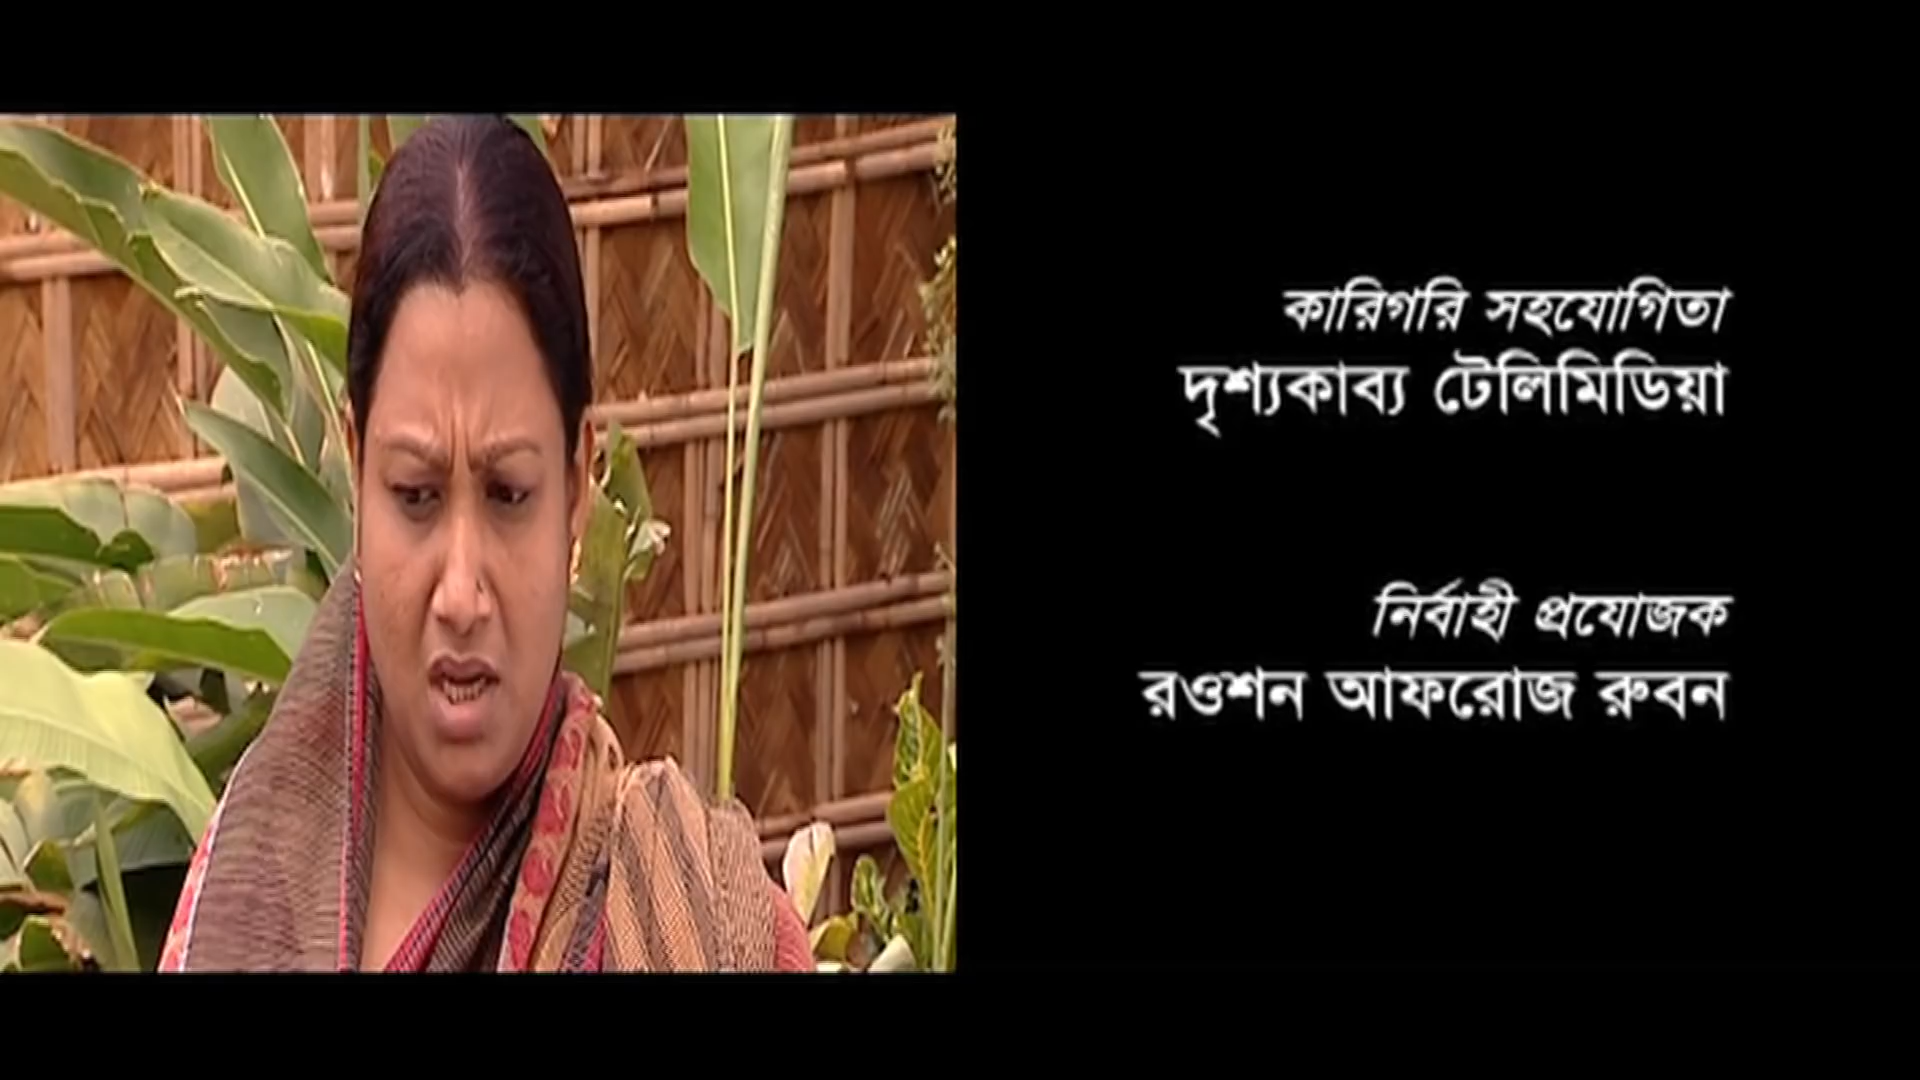 কারিগরি সহযোগিতা
দৃশ্যকাব্য টেলিমিডিয়া
নির্বাহী প্রযোজক
রওশন আফরোজ রুবন